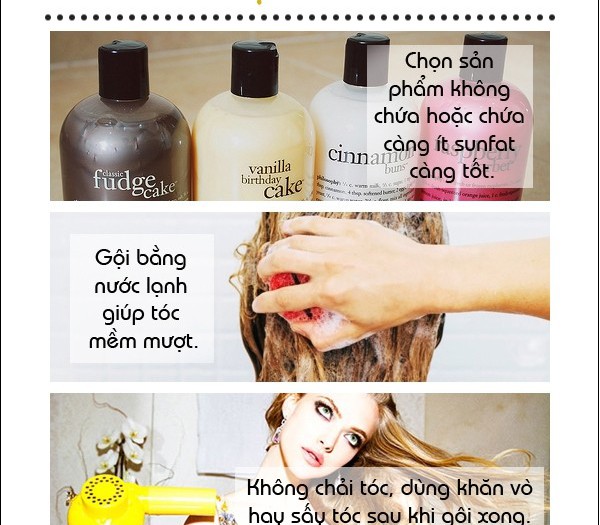 Chọn sản
phẩm không
chứa hoặc chứa
càng ít sunfat
càng tốt.
classic
fudge
cake
vanilla
birthday
cake
cinnamon
buns
Gội bằng
nước lạnh
giúp tóc
mềm mượt.
Không chải tóc, dùng khăn vò
hay sấy tóc sau khi gội xong.